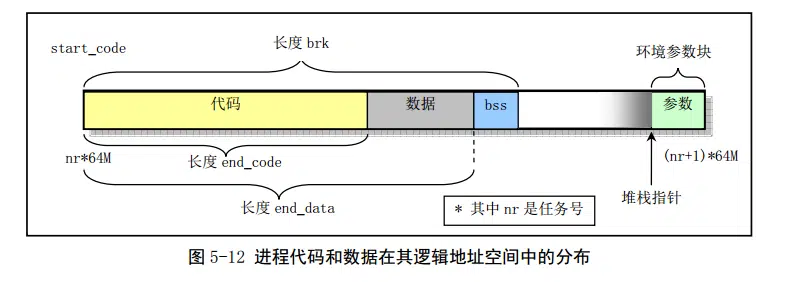 start_code
长度 brk
环境参数块
代码
数据
bss
参数
nr*64M
长度 end_code
(nr+1)*64M
长度 end_data
* 其中 nr 是任务号
堆栈指针
图 5-12 进程代码和数据在其逻辑地址空间中的分布